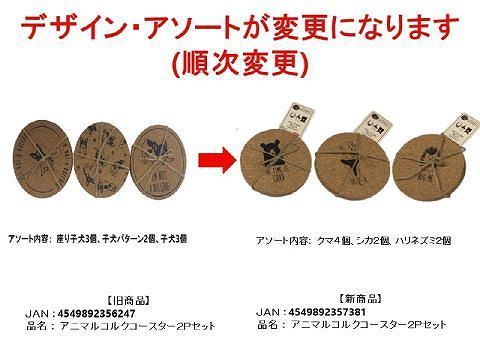 デザイン・アソートが変更になります
(順次変更)
アソート内容: 座り子犬3個、子犬パターン2個、子犬3個
アソート内容: クマ4個、シカ2個、ハリネズミ2個
【旧商品】
JAN：4549892356247
品名： アニマルコルクコースター2Pセット
【新商品】
JAN：4549892357381
品名： アニマルコルクコースター2Pセット